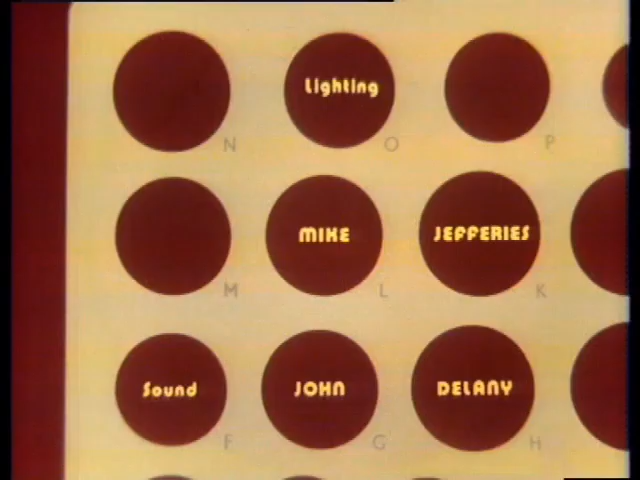 Lighting
N O P
MIKE JEFFERIES
M L K
Sound JOHN DELANY
F G H